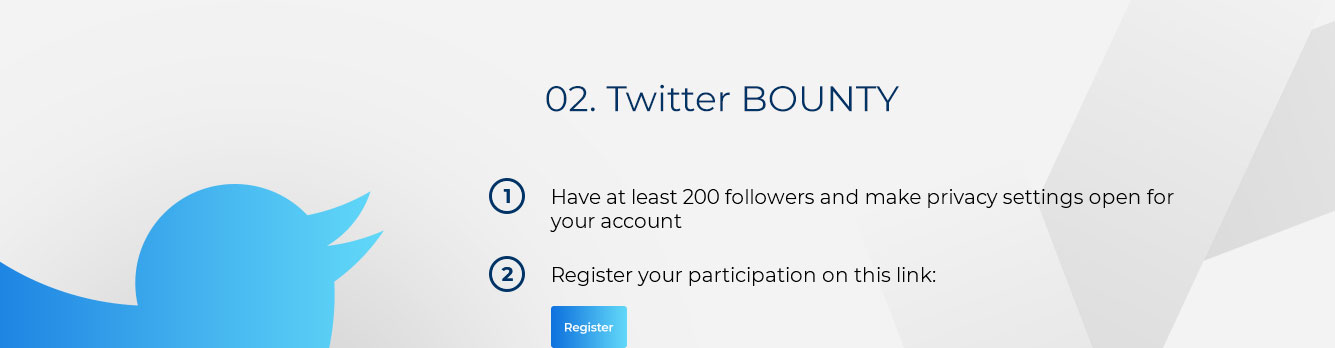 02. Twitter BOUNTY
1
Have at least 200 followers and make privacy settings open for
your account
2
Register your participation on this link:
Register